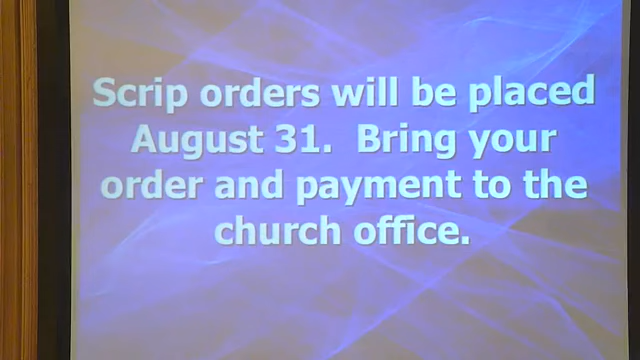 Scrip orders will be placed
August 31.  Bring your
order and payment to the
church office.